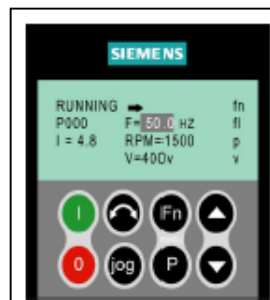 SIEMENS
RUNNING ➡ fn
P000 F= 50.0 HZ fl
I = 4.8 RPM=1500 p
V=400v v
I Fn
0 jog P